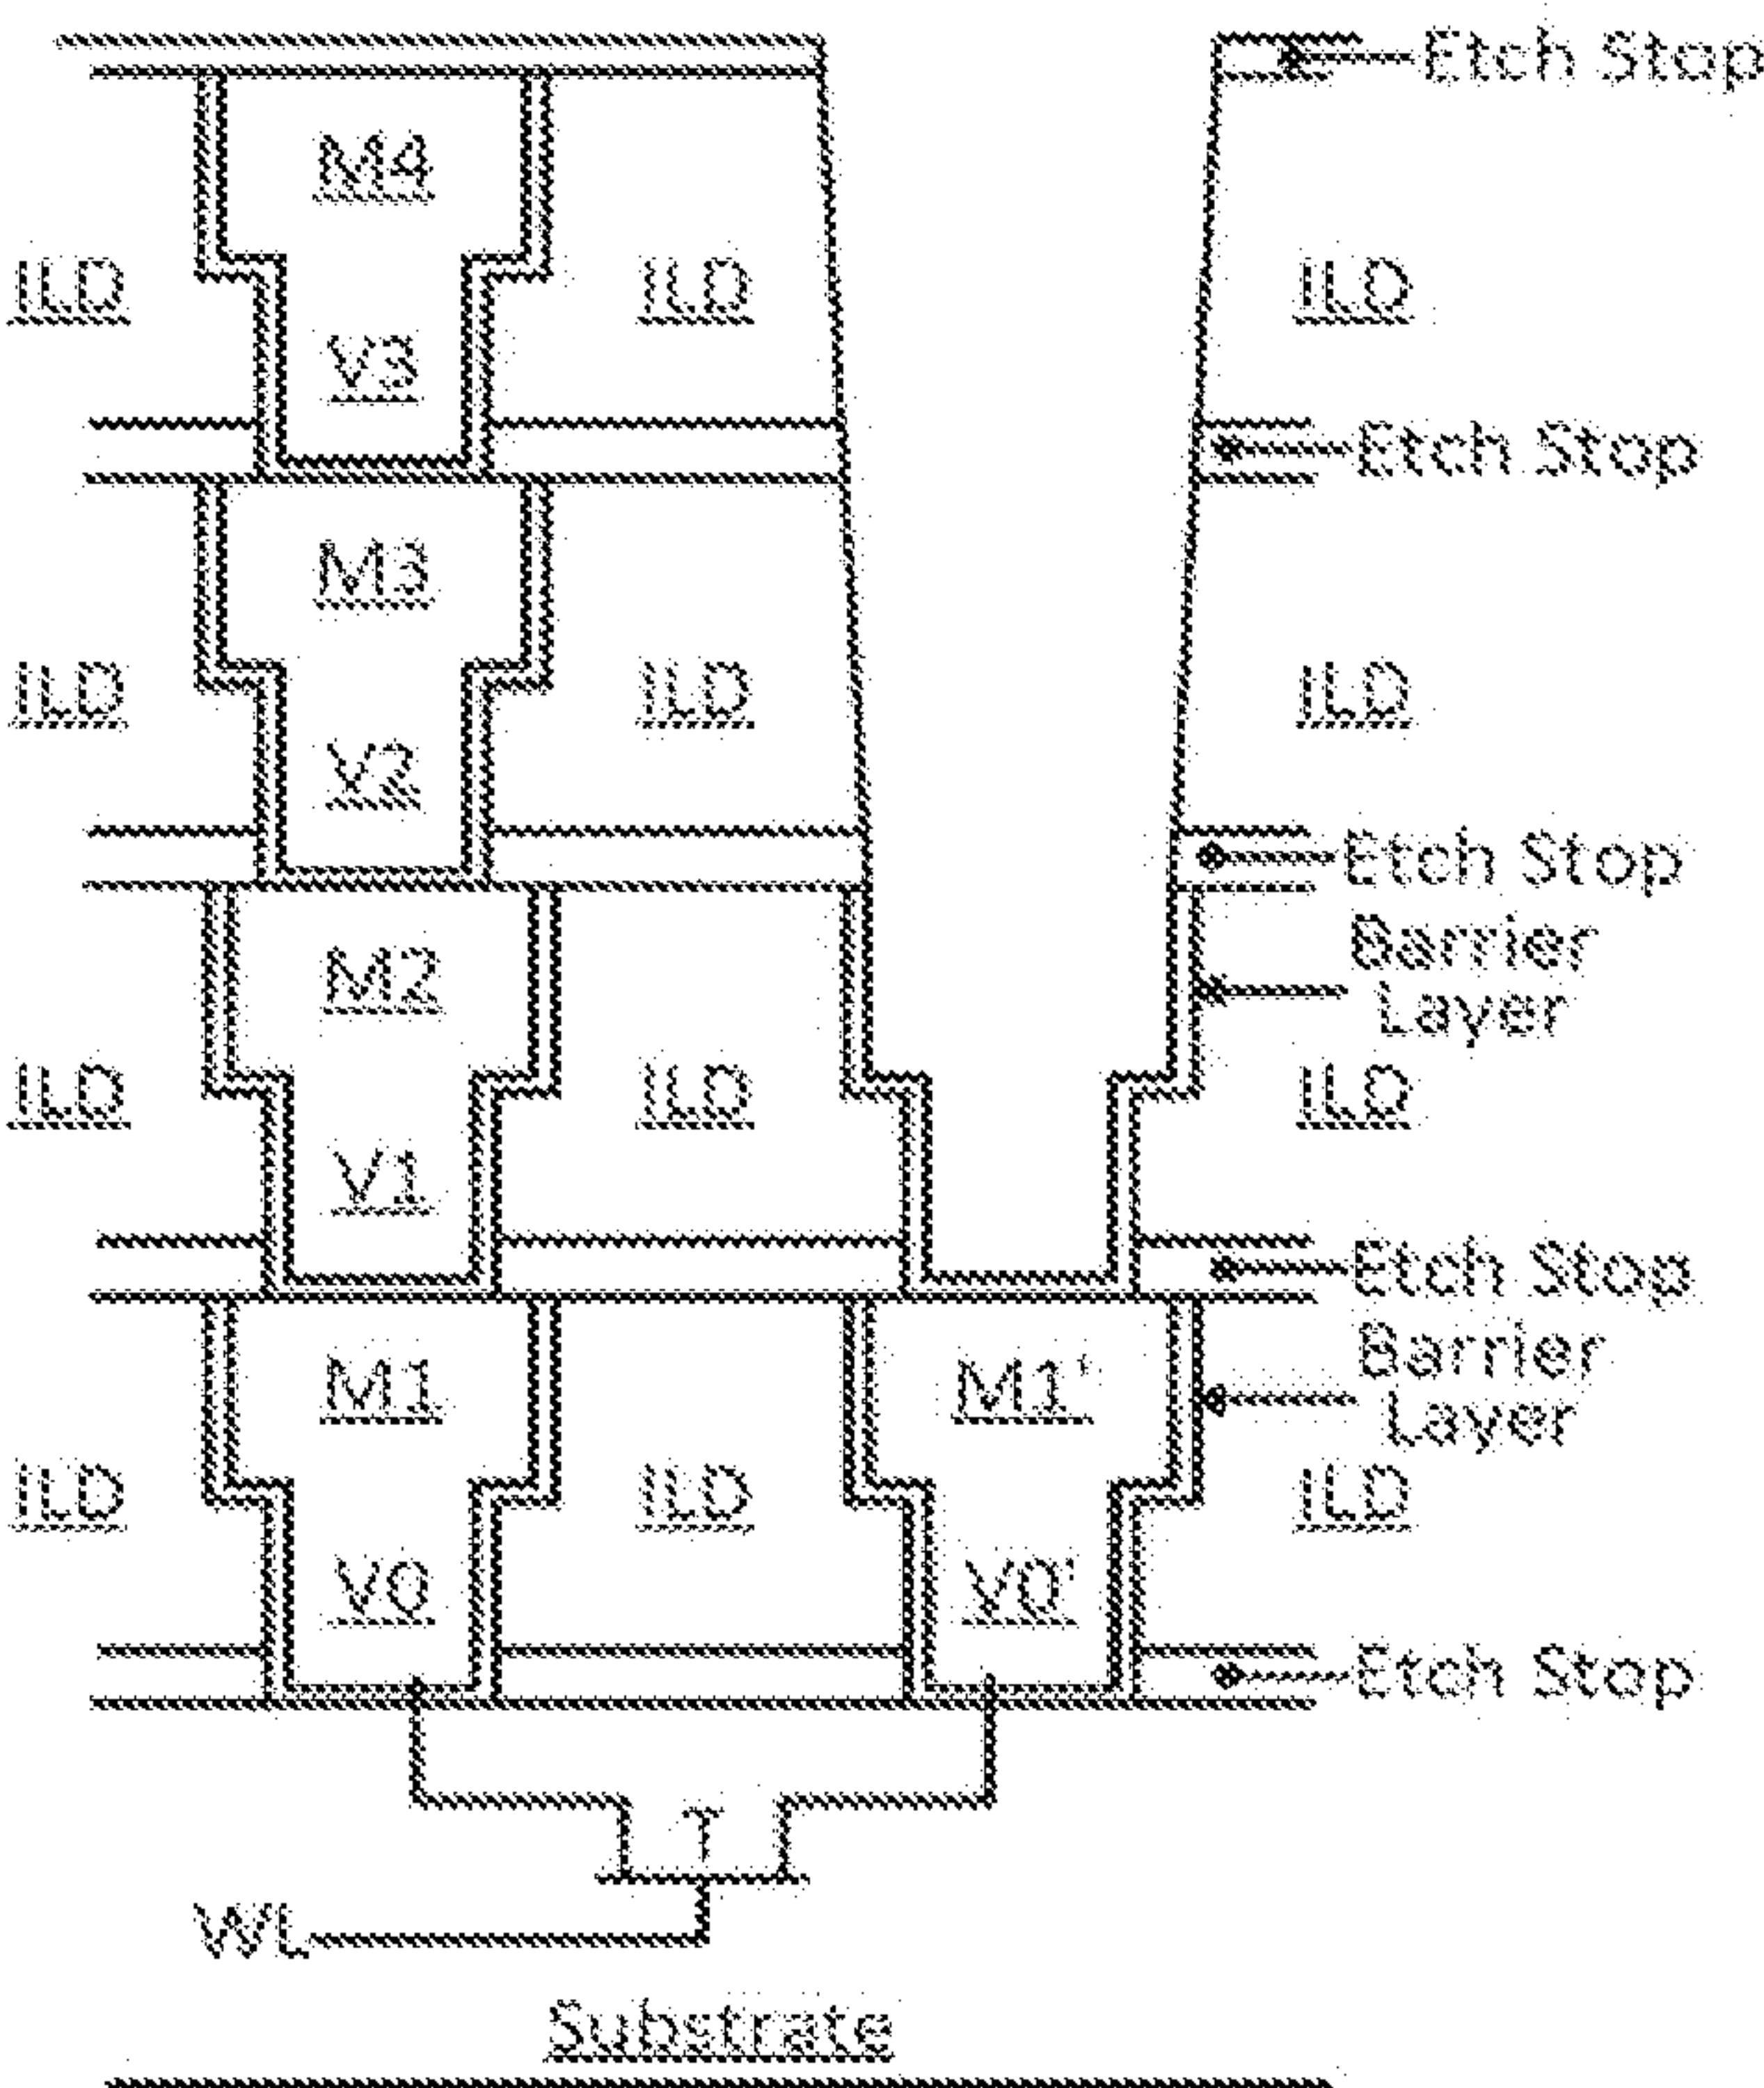 Etch Stop
M4
ILD ILD ILD
V3
Etch Stop
M3
ILD ILD ILD
V2
Etch Stop
Barrier
M2
Layer
ILD ILD ILD
V1
Etch Stop
Barrier
M1 M1'
Layer
ILD ILD ILD
V0 V0'
Etch Stop
T
WL
Substrate